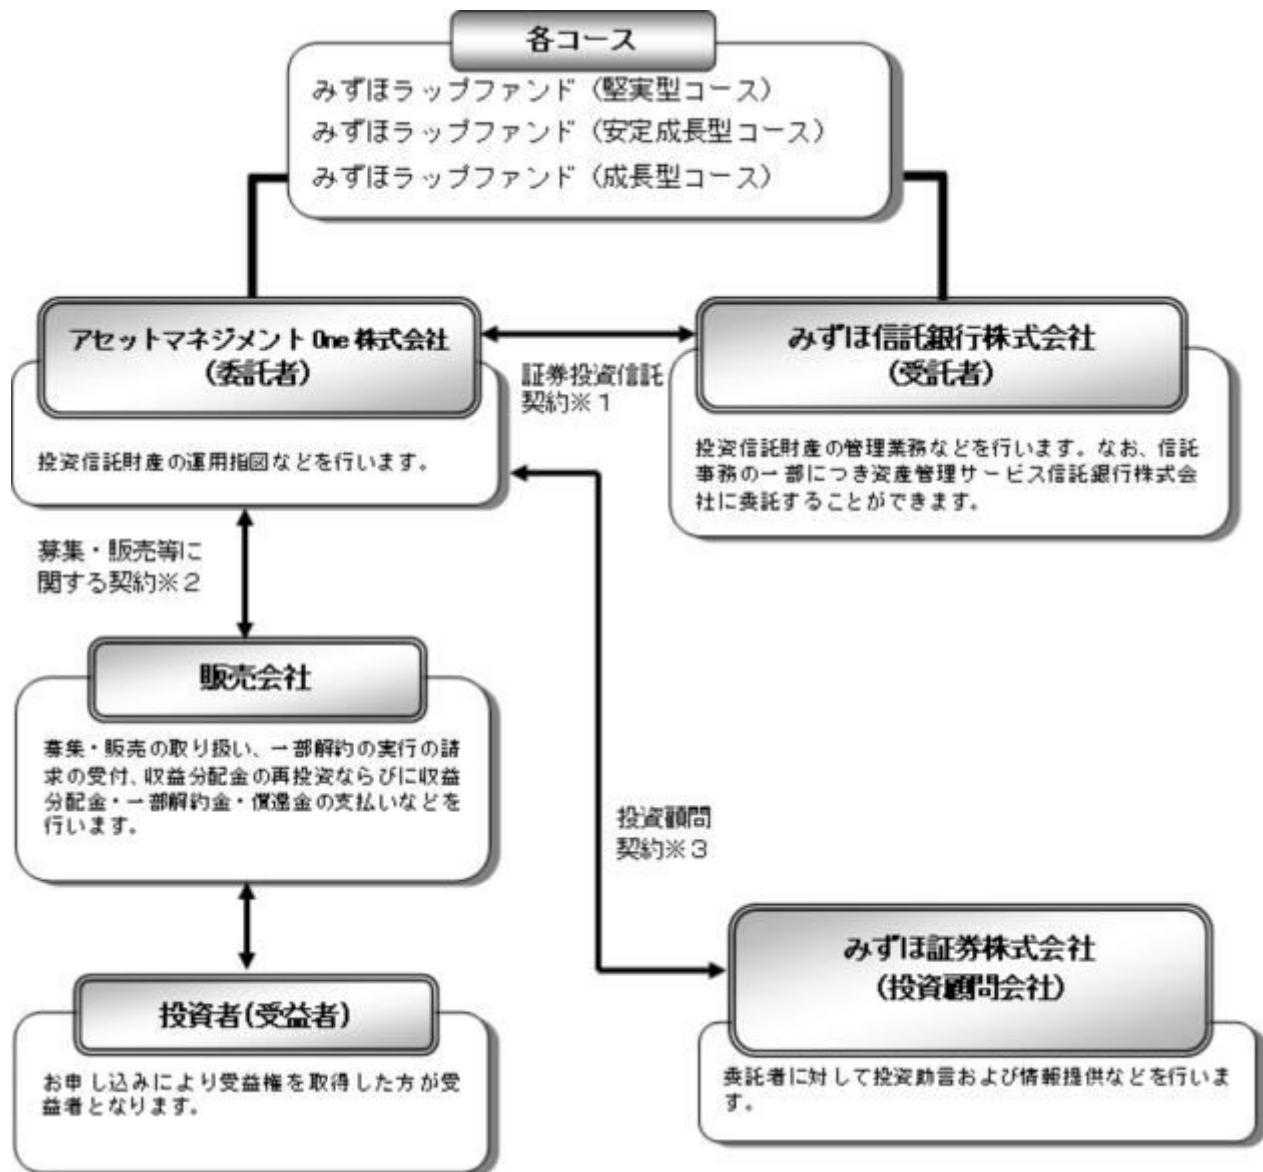 各コース
みずほラップファンド（堅実型コース）
みずほラップファンド（安定成長型コース）
みずほラップファンド（成長型コース）
アセットマネジメント One 株式会社
（委託者）
投資信託財産の運用指図などを行います。
証券投資信託
契約※１
みずほ信託銀行株式会社
（受託者）
投資信託財産の管理業務などを行います。なお、信託
事務の一部につき資産管理サービス信託銀行株式会
社に委託することができます。
募集・販売等に
関する契約※２
販売会社
募集・販売の取り扱い、一部解約の実行の請
求の受付、収益分配金の再投資ならびに収益
分配金・一部解約金・償還金の支払いなどを
行います。
投資顧問
契約※３
みずほ証券株式会社
（投資顧問会社）
委託者に対して投資助言および情報提供などを行いま
す。
投資者（受益者）
お申し込みにより受益権を取得した方が受
益者となります。